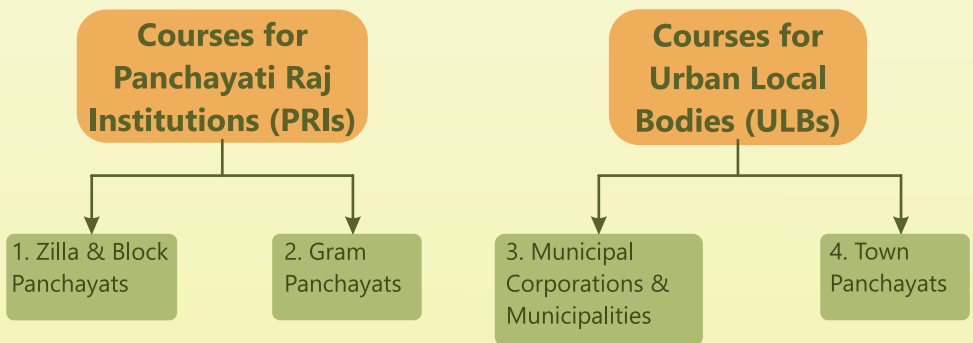 Courses for
Panchayati Raj
Institutions (PRIs)
Courses for
Urban Local
Bodies (ULBs)
1. Zilla & Block
Panchayats
2. Gram
Panchayats
3. Municipal
Corporations &
Municipalities
4. Town
Panchayats